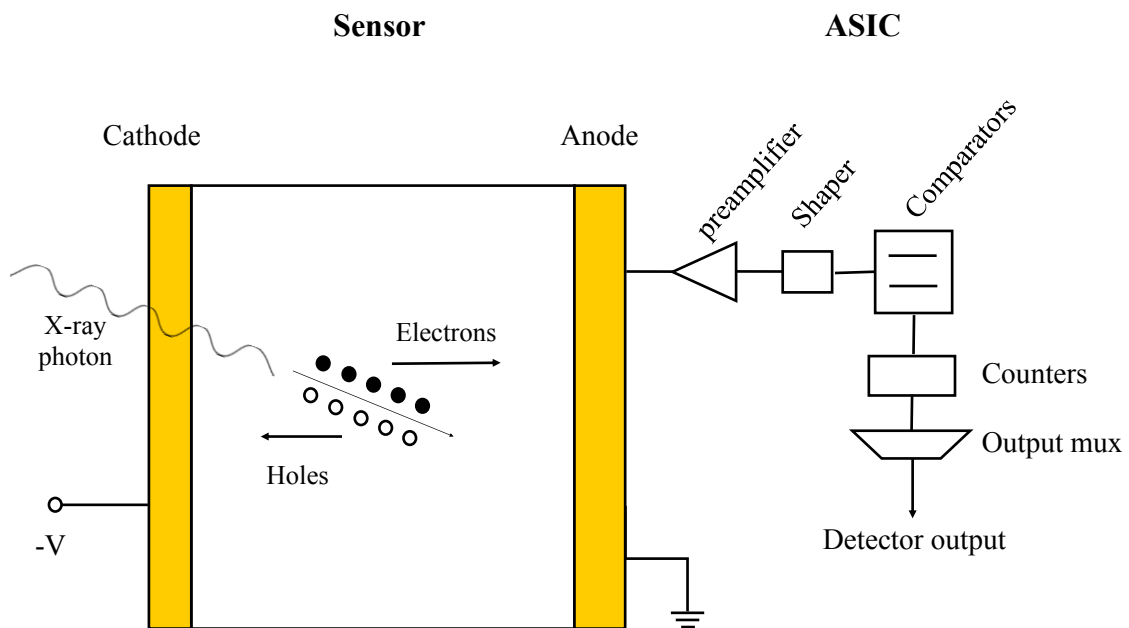 Sensor
ASIC
Cathode
Anode
preamplifier
Shaper
Comparators
X-ray
photon
Electrons
Holes
-V
Counters
Output mux
Detector output